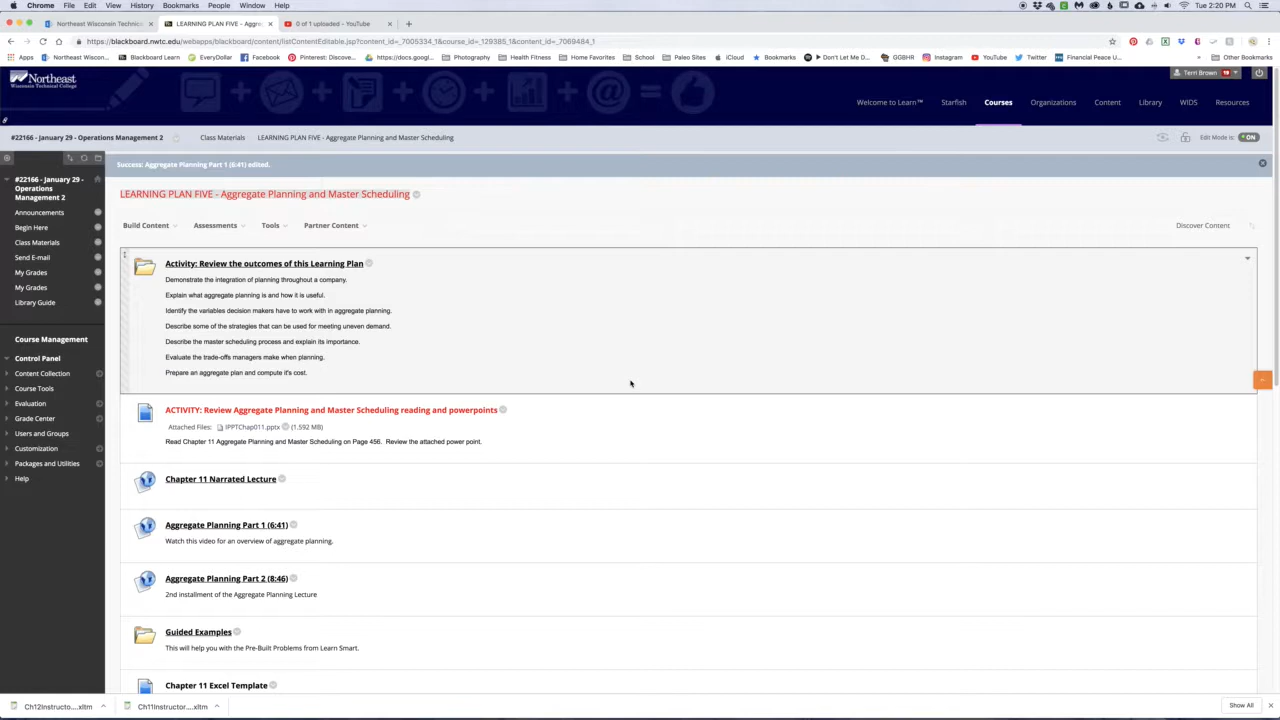 Chrome File Edit View History Bookmarks People Window Help Tue 2:20 PM
Northeast Wisconsin Technic LEARNING PLAN FIVE - Aggre 0 of 1 uploaded - YouTube
https://blackboard.nwtc.edu/webapps/blackboard/content/listContentEditable.jsp?content_id=_7005334_1&course_id=_129385_1&content_id=_7069484_1
Apps Northeast Wiscon... Blackboard Learn EveryDollar Facebook Pinterest: Discove... https://docs.googl... Photography Health Fitness Home Favorites School Paleo Sites iCloud Bookmarks Don't Let Me D... GGBHR Instagram YouTube Twitter Financial Peace U... Other Bookmarks
Northeast
Wisconsin Technical College
Terri Brown
Welcome to Learn™ Starfish Courses Organizations Content Library WIDS Resources
#22166 - January 29 - Operations Management 2 Class Materials LEARNING PLAN FIVE - Aggregate Planning and Master Scheduling Edit Mode is: ON
Success: Aggregate Planning Part 1 (6:41) edited.
#22166 - January 29 - Operations Management 2
Announcements
Begin Here
Class Materials
Send E-mail
My Grades
My Grades
Library Guide
Course Management
Control Panel
Content Collection
Course Tools
Evaluation
Grade Center
Users and Groups
Customization
Packages and Utilities
Help
LEARNING PLAN FIVE - Aggregate Planning and Master Scheduling
Build Content Assessments Tools Partner Content Discover Content
Activity: Review the outcomes of this Learning Plan
Demonstrate the integration of planning throughout a company.
Explain what aggregate planning is and how it is useful.
Identify the variables decision makers have to work with in aggregate planning.
Describe some of the strategies that can be used for meeting uneven demand.
Describe the master scheduling process and explain its importance.
Evaluate the trade-offs managers make when planning.
Prepare an aggregate plan and compute it's cost.
ACTIVITY: Review Aggregate Planning and Master Scheduling reading and powerpoints
Attached Files: IPPTChap011.pptx (1.592 MB)
Read Chapter 11 Aggregate Planning and Master Scheduling on Page 456. Review the attached power point.
Chapter 11 Narrated Lecture
Aggregate Planning Part 1 (6:41)
Watch this video for an overview of aggregate planning.
Aggregate Planning Part 2 (8:46)
2nd installment of the Aggregate Planning Lecture
Guided Examples
This will help you with the Pre-Built Problems from Learn Smart.
Chapter 11 Excel Template
Ch12Instructo....xltm Ch11Instructor....xltm Show All